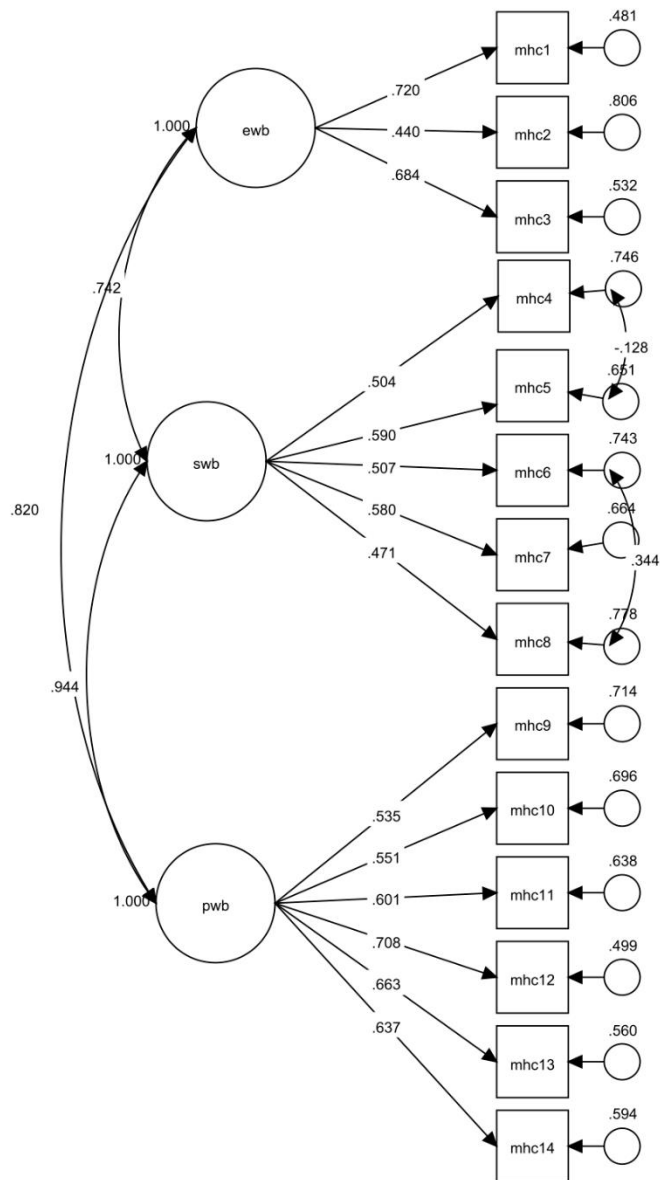 .481
mhc1
.720
.806
1.000
ewb
.440
mhc2
.684
.532
mhc3
.746
.742
mhc4
-.128
.504
.651
mhc5
.590
.743
1.000
swb
.507
mhc6
.820
.580
.664
mhc7
.344
.471
.778
mhc8
.944
.714
mhc9
.535
.696
mhc10
.551
.638
1.000
pwb
.601
mhc11
.708
.499
mhc12
.663
.560
.637
mhc13
.594
mhc14